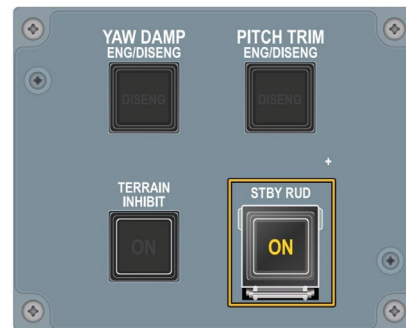 YAW DAMP
ENG/DISENG
DISENG
PITCH TRIM
ENG/DISENG
DISENG
TERRAIN
INHIBIT
ON
STBY RUD
ON